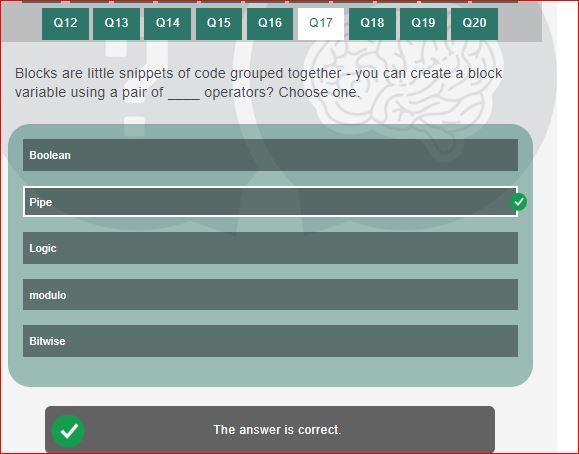 Q12 Q13 Q14 Q15 Q16 Q17 Q18 Q19 Q20
Blocks are little snippets of code grouped together - you can create a block
variable using a pair of ____ operators? Choose one.
Boolean
Pipe
Logic
modulo
Bitwise
The answer is correct.